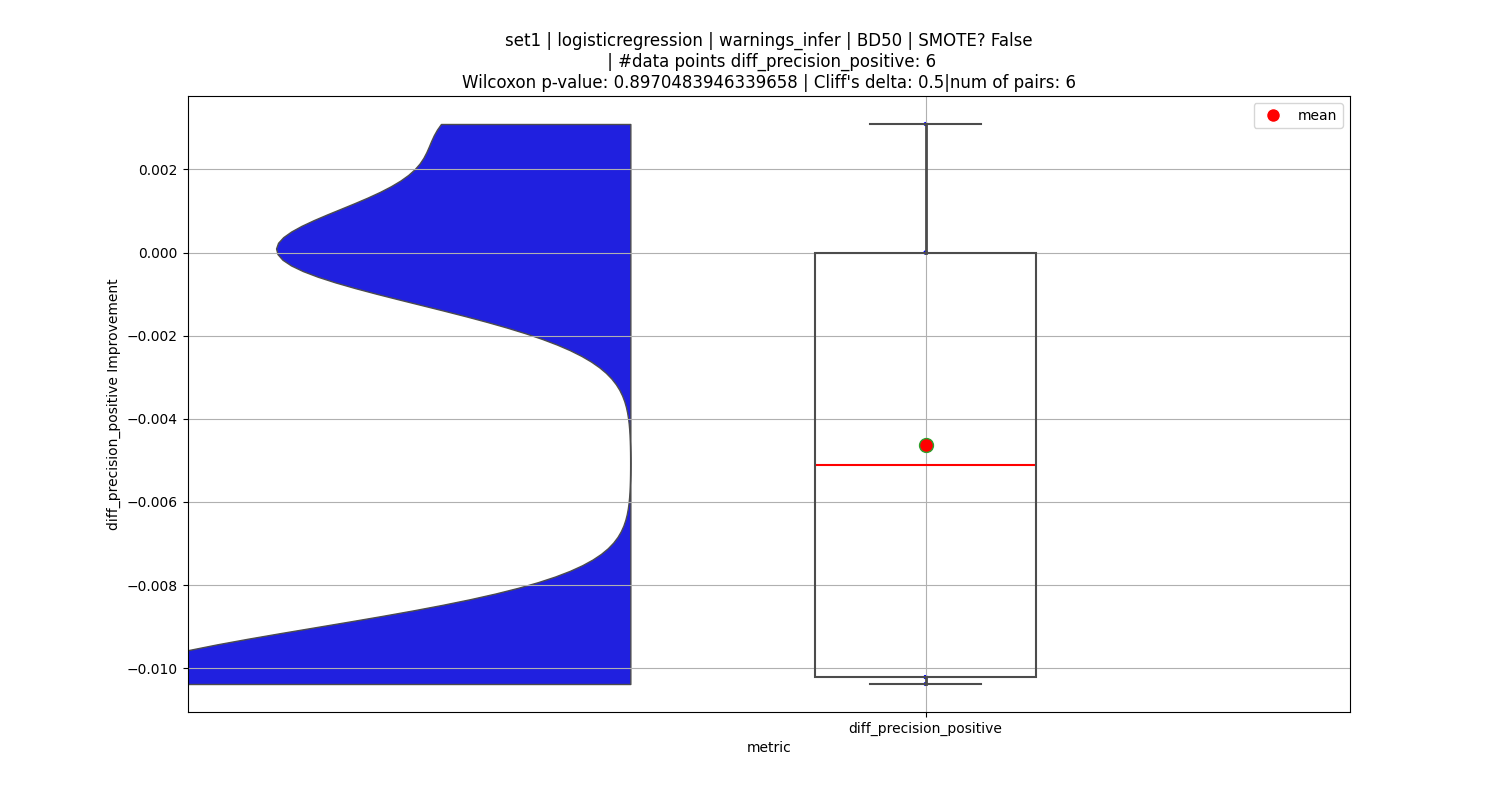 set1 | logisticregression | warnings_infer | BD50 | SMOTE? False
| #data points diff_precision_positive: 6
Wilcoxon p-value: 0.8970483946339658 | Cliff's delta: 0.5|num of pairs: 6
mean
0.002
0.000
−0.002
−0.004
−0.006
−0.008
−0.010
diff_precision_positive Improvement
diff_precision_positive
metric